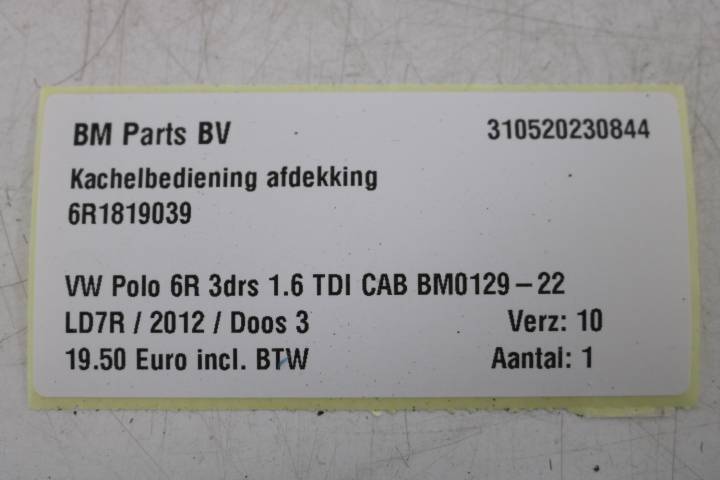 BM Parts BV 310520230844
Kachelbediening afdekking
6R1819039
VW Polo 6R 3drs 1.6 TDI CAB BM0129-22
LD7R / 2012 / Doos 3 Verz: 10
19.50 Euro incl. BTW Aantal: 1